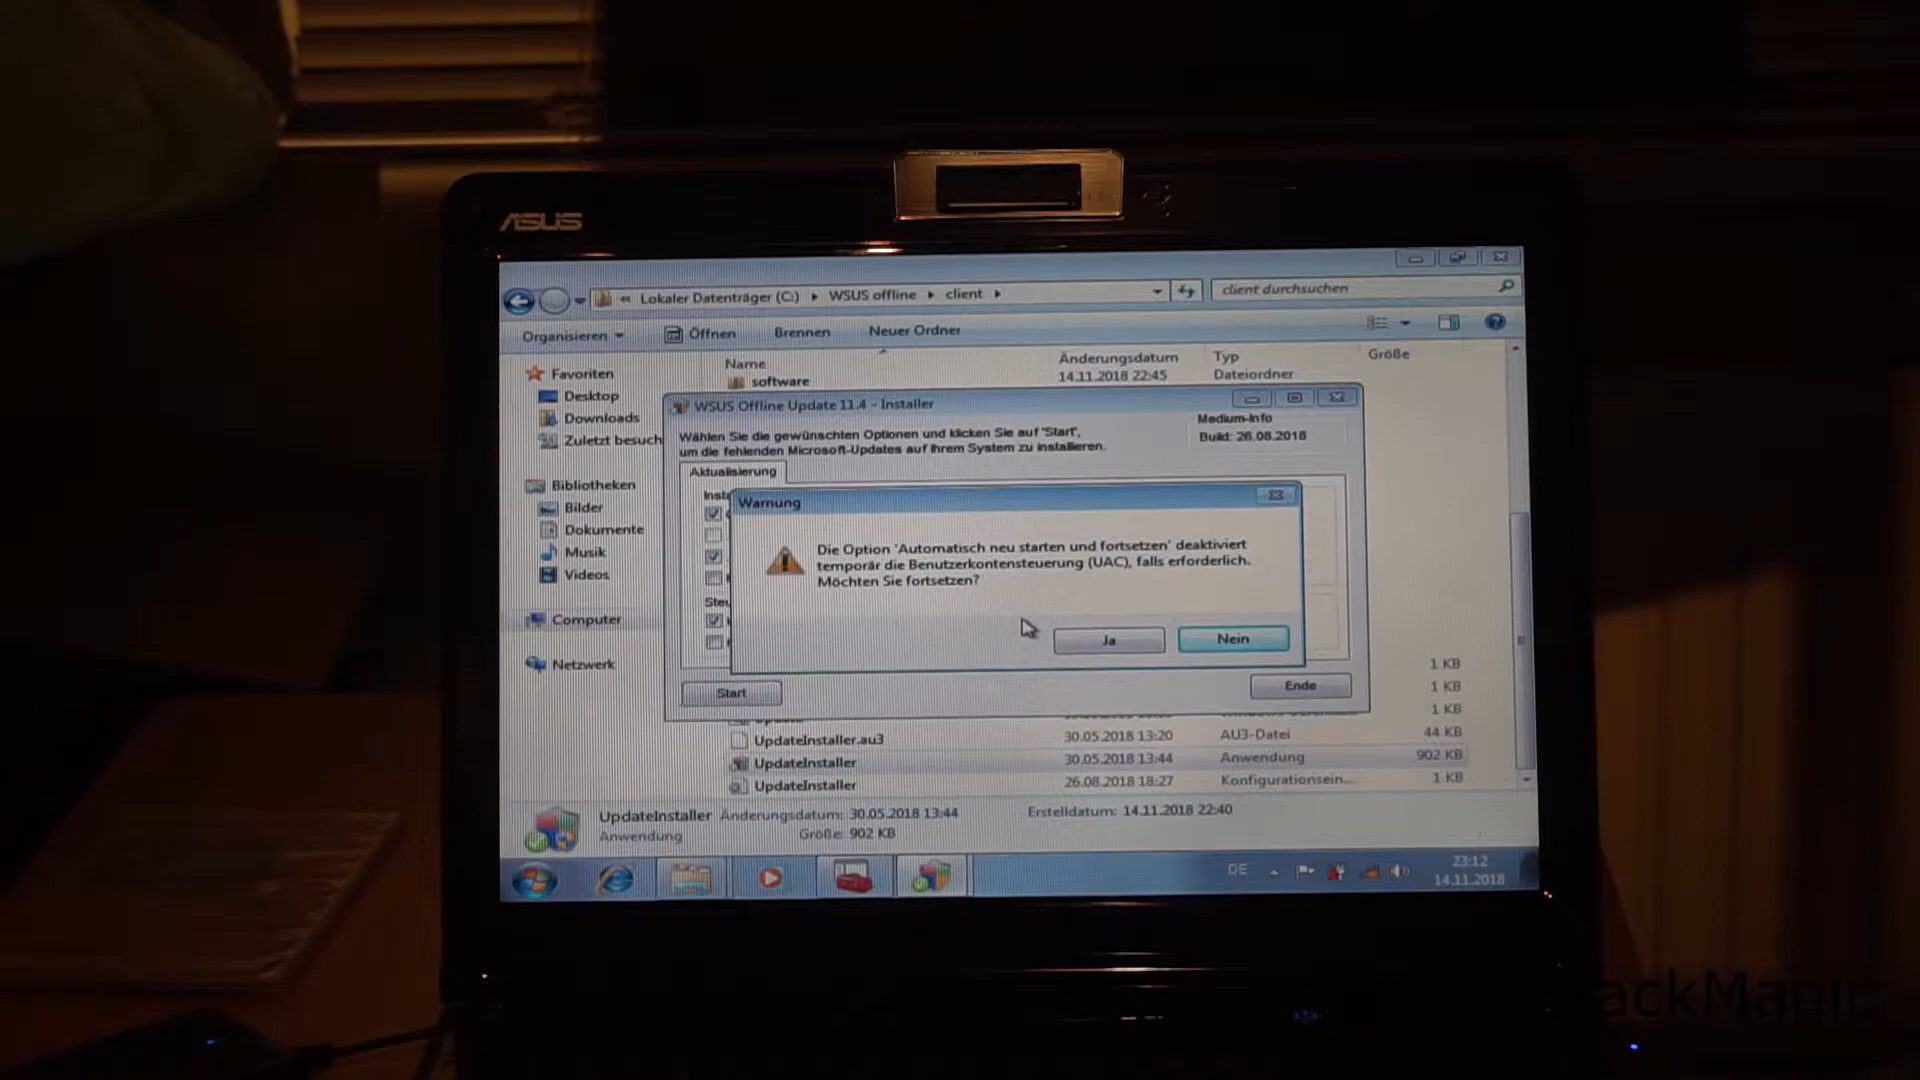 ASUS
Lokaler Datenträger (C:) WSUS offline client
client durchsuchen
Organisieren Öffnen Brennen Neuer Ordner
Name Änderungsdatum Typ Größe
Favoriten
software 14.11.2018 22:45 Dateiordner
Desktop
Downloads
Zuletzt besuch
Bibliotheken
Bilder
Dokumente
Musik
Videos
Computer
Netzwerk
WSUS Offline Update 11.4 - Installer
Wählen Sie die gewünschten Optionen und klicken Sie auf 'Start',
um die fehlenden Microsoft-Updates auf Ihrem System zu installieren.
Medium-Info
Build: 26.08.2018
Aktualisierung
Inst
Steu
Warnung
Die Option 'Automatisch neu starten und fortsetzen' deaktiviert
temporär die Benutzerkontensteuerung (UAC), falls erforderlich.
Möchten Sie fortsetzen?
Ja Nein
Start Ende
1 KB
1 KB
1 KB
UpdateInstaller.au3 30.05.2018 13:20 AU3-Datei 44 KB
UpdateInstaller 30.05.2018 13:44 Anwendung 902 KB
UpdateInstaller 26.08.2018 18:27 Konfigurationsein... 1 KB
UpdateInstaller Änderungsdatum: 30.05.2018 13:44 Erstelldatum: 14.11.2018 22:40
Anwendung Größe: 902 KB
DE
23:12
14.11.2018
ackMani